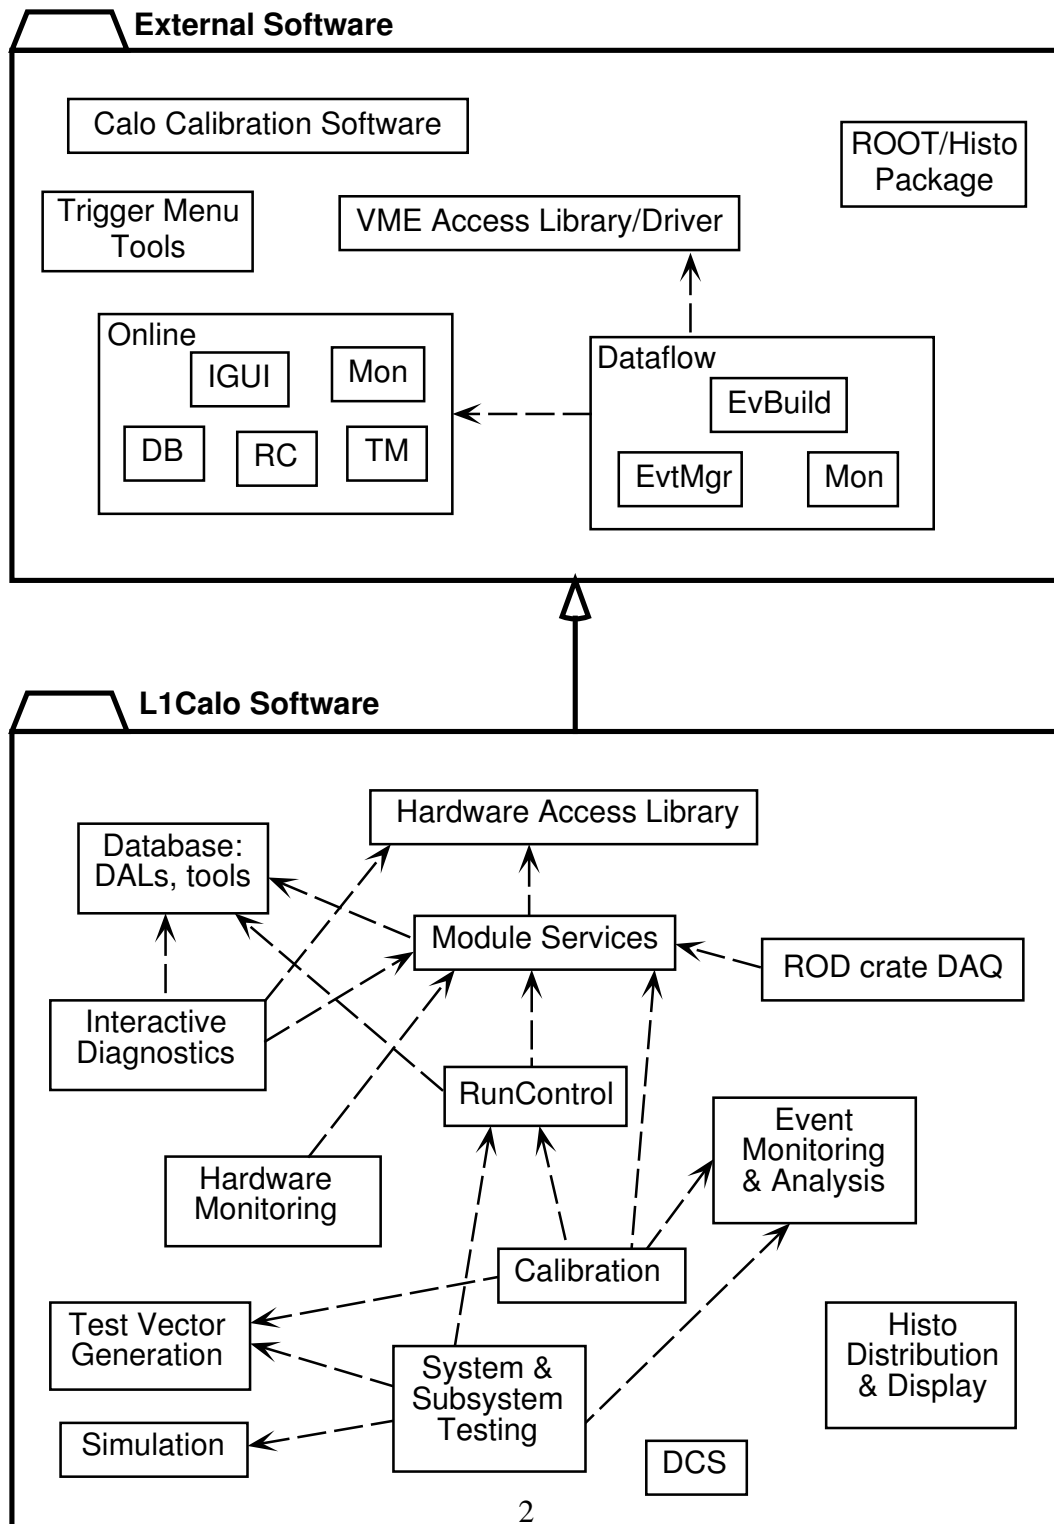 External Software
Calo Calibration Software
ROOT/Histo
Package
Trigger Menu
Tools
VME Access Library/Driver
Online
IGUI
Mon
DB
RC
TM
Dataflow
EvBuild
EvtMgr
Mon
L1Calo Software
Hardware Access Library
Database:
DALs, tools
Module Services
ROD crate DAQ
Interactive
Diagnostics
RunControl
Event
Monitoring
& Analysis
Hardware
Monitoring
Calibration
Test Vector
Generation
Histo
Distribution
& Display
System &
Subsystem
Testing
Simulation
DCS
2